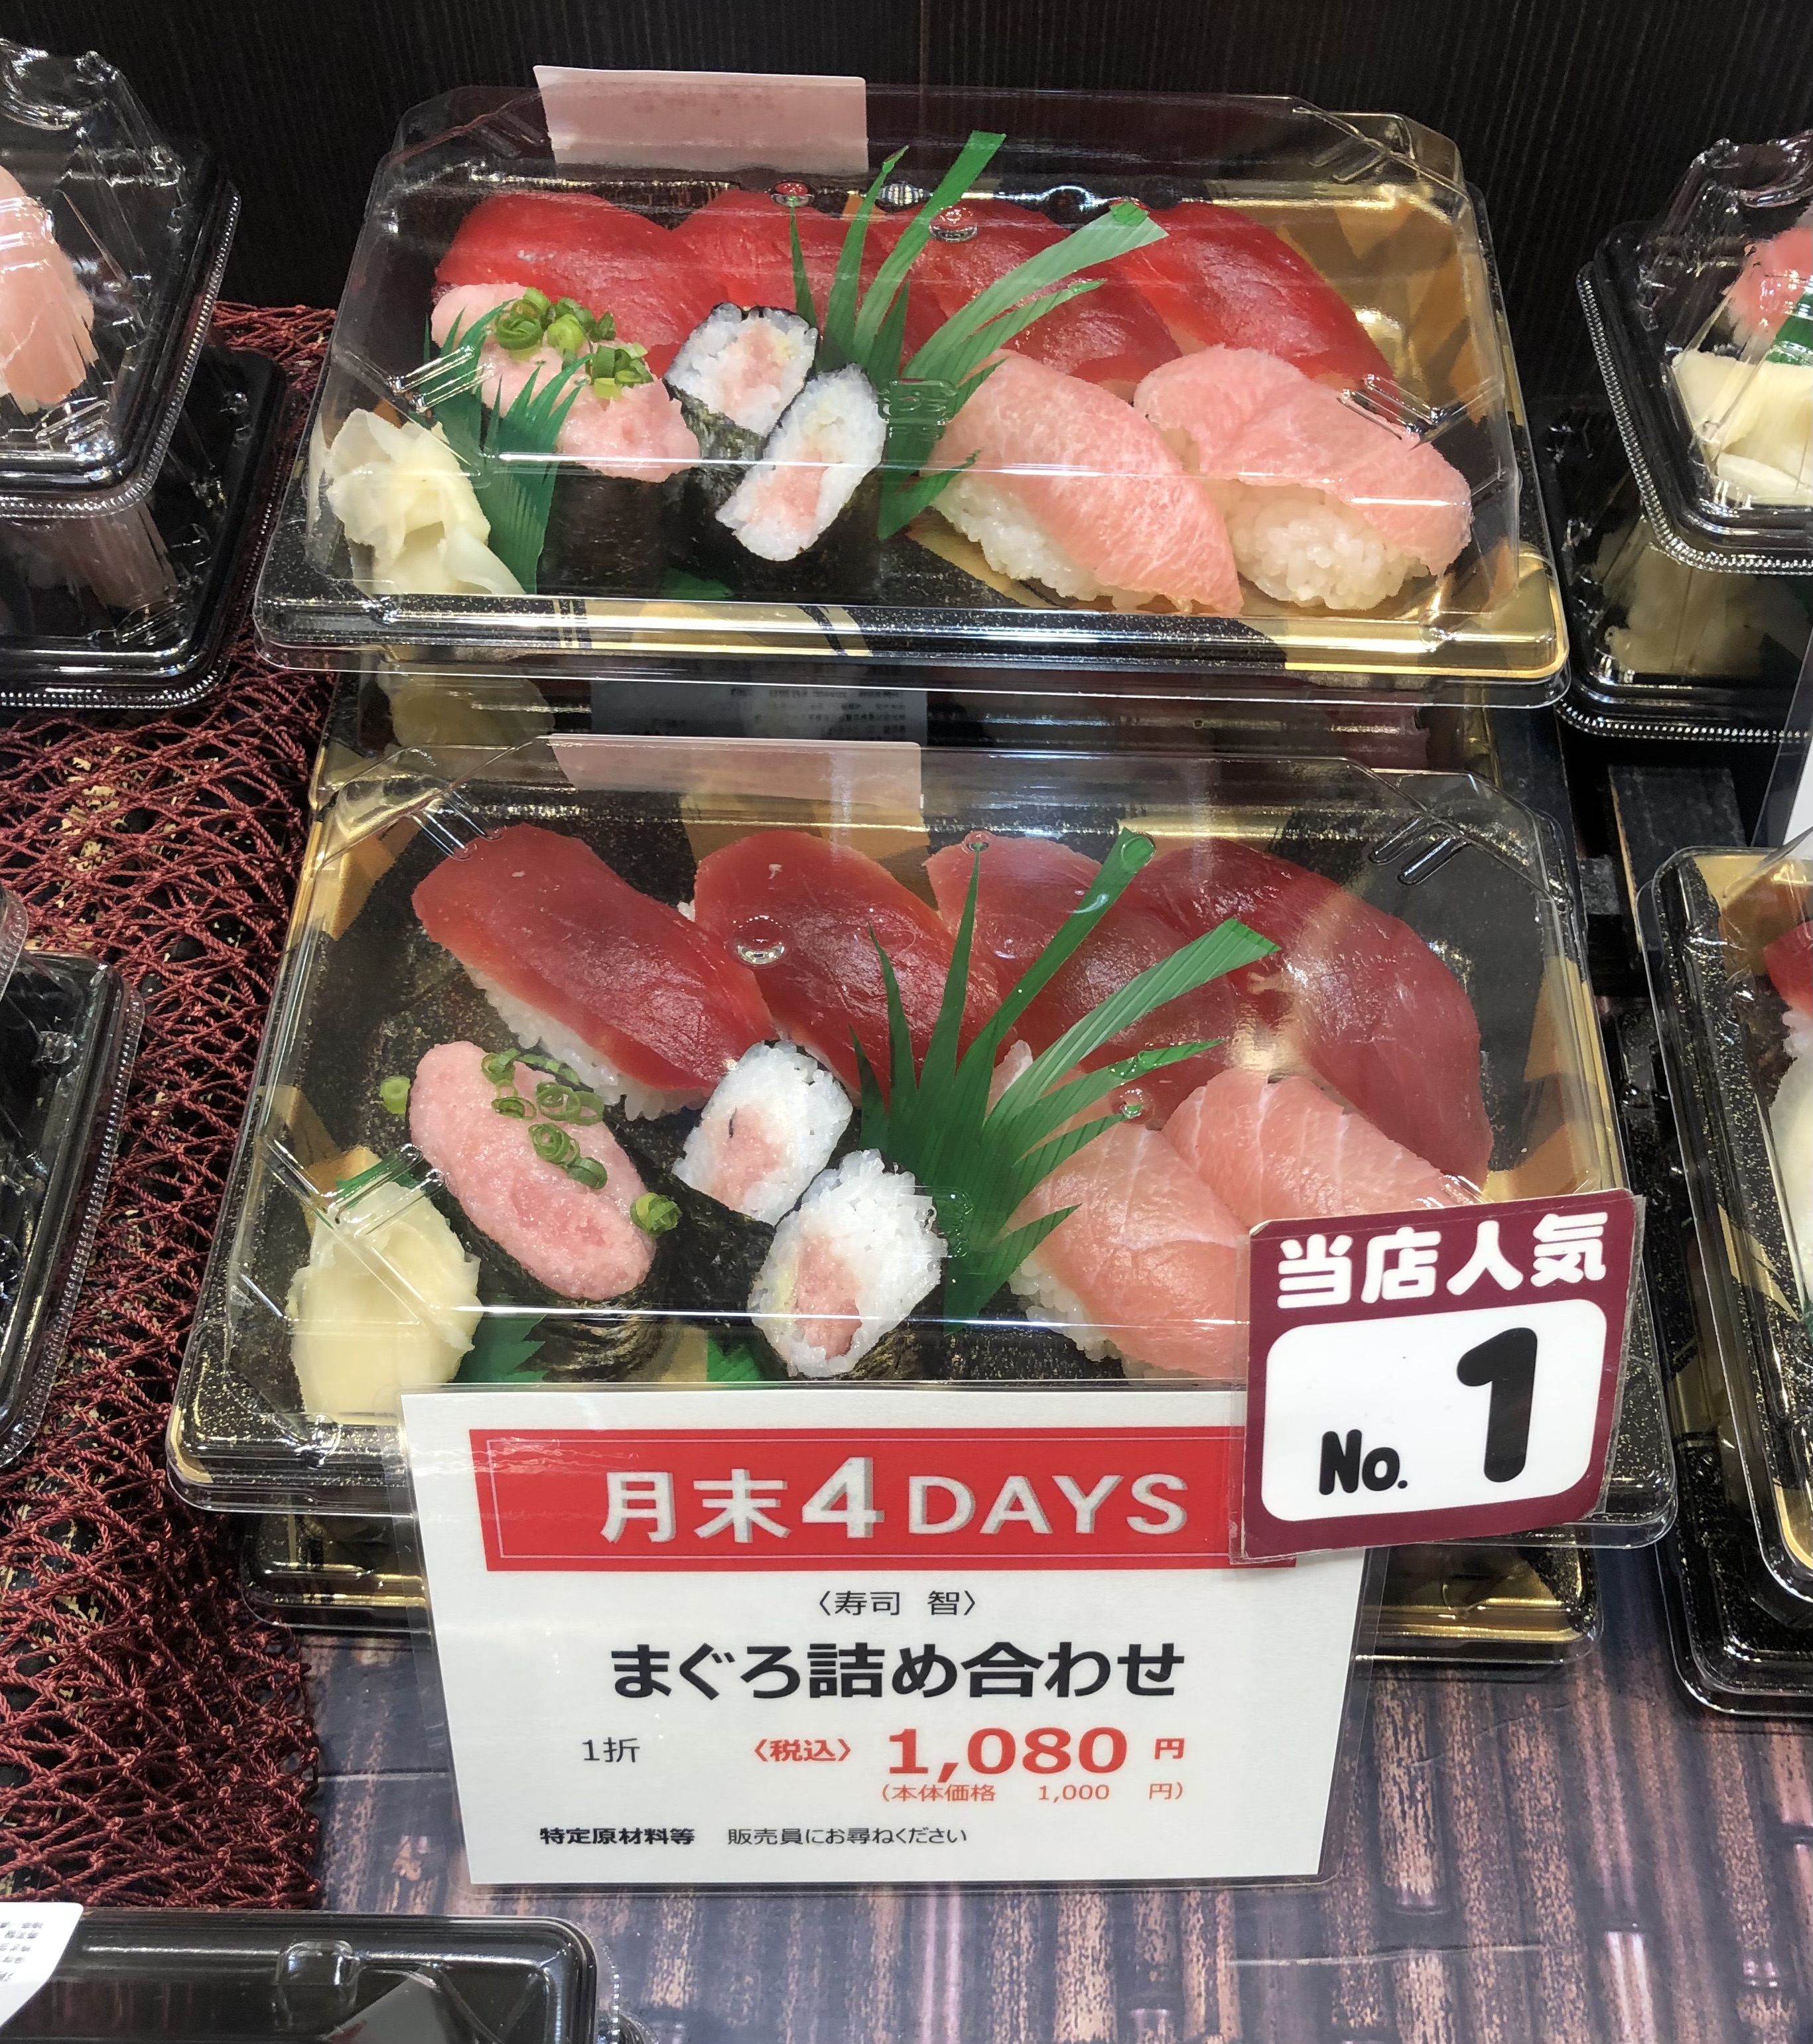 当店人気
No. 1
月末4DAYS
〈寿司 智〉
まぐろ詰め合わせ
1折 〈税込〉 1,080 円
(本体価格 1,000 円)
特定原材料等 販売員にお尋ねください